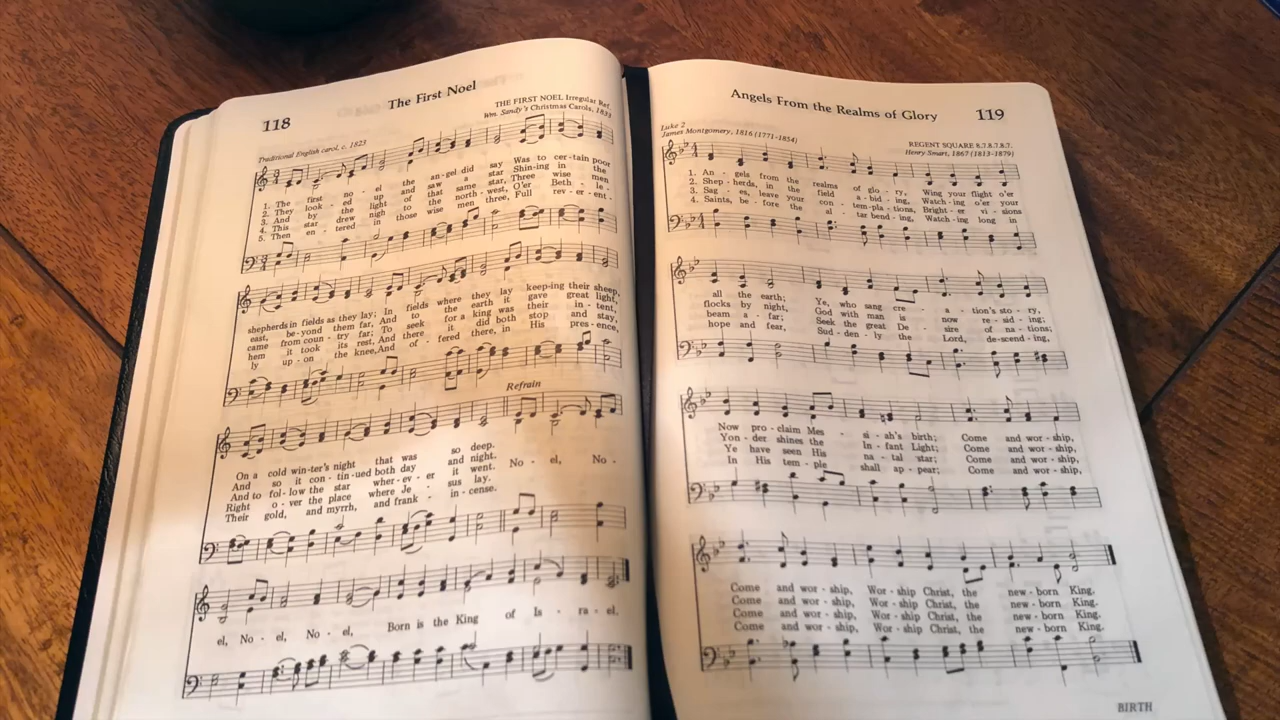 The First Noel
118
THE FIRST NOEL Irregular Ref.
Wm. Sandy's Christmas Carols, 1833
Traditional English carol, c. 1823
1. The first no - el the an-gel did say Was to cer-tain poor
2. They look - ed up and saw a star, Shin-ing in the
3. And by the light of that same star, Three wise men
4. This star drew nigh to the north-west, O'er Beth - le -
5. Then en - tered in those wise men three, Full rev - er - ent -
shepherds in fields as they lay; In fields where they lay keep-ing their sheep,
east, be-yond them far, And to the earth it gave great light,
came from coun-try far; To seek for a king was their in - tent,
hem it took its rest, And there it did both stop and stay,
ly up - on the knee, And of - fered there, in His pres - ence,
Refrain
On a cold win-ter's night that was so deep.
And so it con - tin-ued both day and night.
And to fol-low the star wher-ev - er it went. No - el, No -
Right o - ver the place where Je - sus lay.
Their gold, and myrrh, and frank - in-cense.
el, No - el, No - el, Born is the King of Is - ra - el.
Angels From the Realms of Glory
119
Luke 2
James Montgomery, 1816 (1771-1854)
REGENT SQUARE 8.7.8.7.8.7.
Henry Smart, 1867 (1813-1879)
1. An - gels from the realms of glo - ry, Wing your flight o'er
2. Shep-herds, in the field a - bid - ing, Watch-ing o'er your
3. Sag - es, leave your con - tem-pla - tions, Bright - er vi - sions
4. Saints, be - fore the al - tar bend-ing, Watch-ing long in
all the earth; Ye, who sang cre - a - tion's sto - ry,
flocks by night, God with man is now re - sid - ing;
beam a - far; Seek the great De - sire of na - tions;
hope and fear, Sud - den - ly the Lord, de-scend-ing,
Now pro - claim Mes - si - ah's birth; Come and wor - ship,
Yon - der shines the In - fant Light; Come and wor - ship,
Ye have seen His na - tal star; Come and wor - ship,
In His tem - ple shall ap - pear; Come and wor - ship,
Come and wor - ship, Wor - ship Christ, the new - born King.
Come and wor - ship, Wor - ship Christ, the new - born King.
Come and wor - ship, Wor - ship Christ, the new - born King.
Come and wor - ship, Wor - ship Christ, the new - born King.
BIRTH